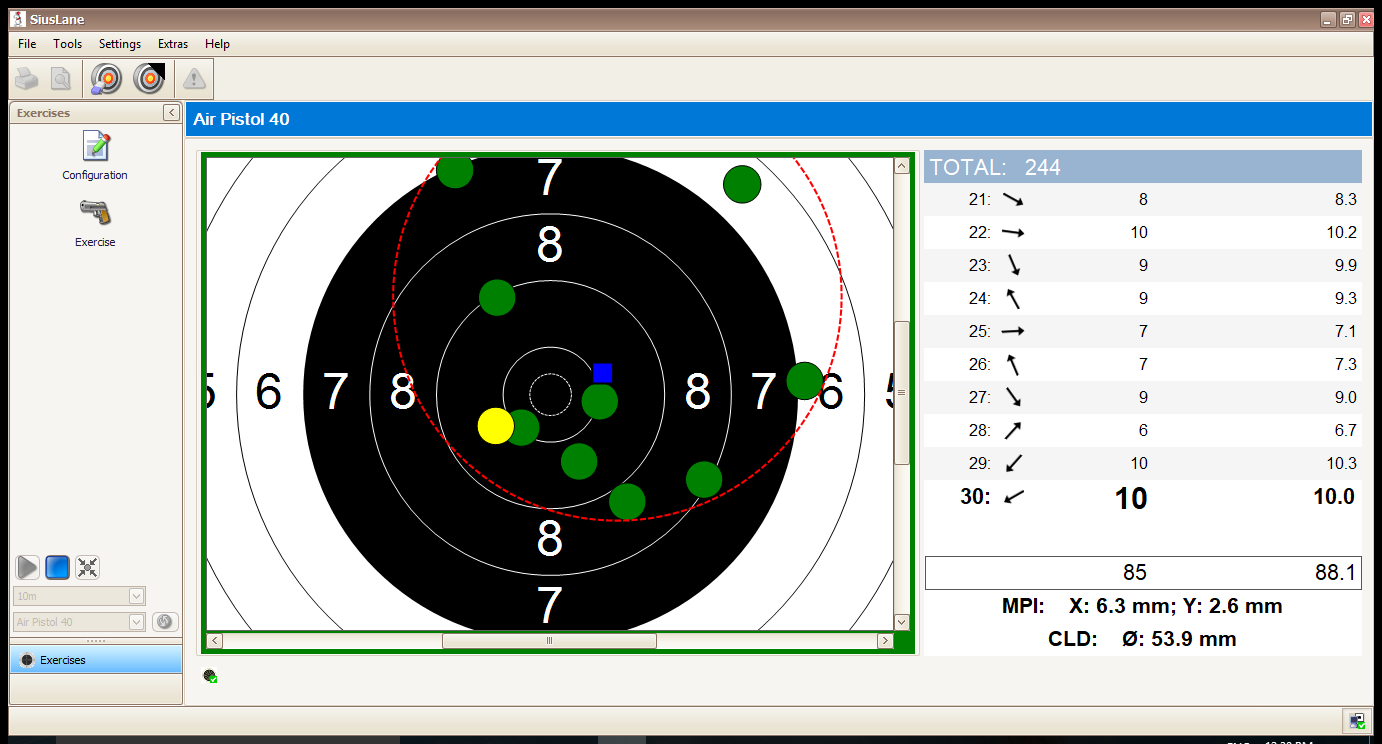 SiusLane
File Tools Settings Extras Help
Exercises
Air Pistol 40
Configuration
Exercise
7
8
5 6 7 8 8 7 6 5
8
7
TOTAL: 244
21: 8 8.3
22: 10 10.2
23: 9 9.9
24: 9 9.3
25: 7 7.1
26: 7 7.3
27: 9 9.0
28: 6 6.7
29: 10 10.3
30: 10 10.0
85 88.1
MPI: X: 6.3 mm; Y: 2.6 mm
CLD: Ø: 53.9 mm
10m
Air Pistol 40
Exercises